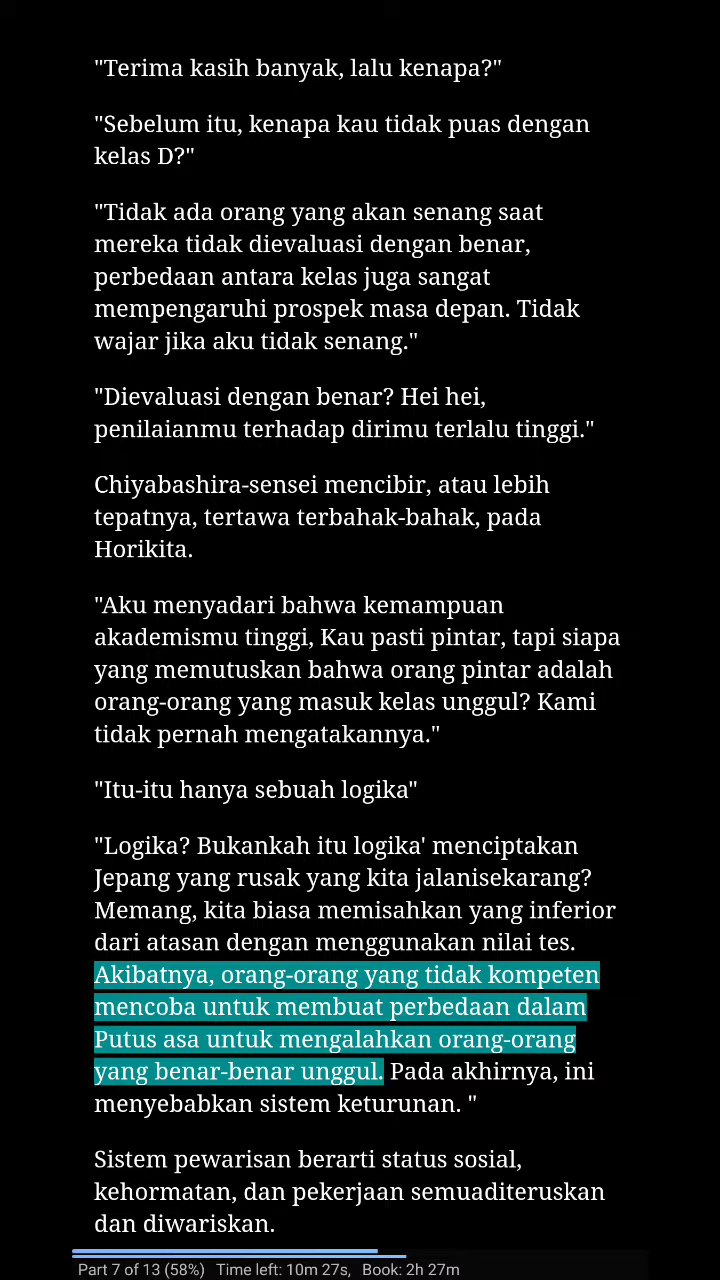 "Terima kasih banyak, lalu kenapa?"
"Sebelum itu, kenapa kau tidak puas dengan
kelas D?"
"Tidak ada orang yang akan senang saat
mereka tidak dievaluasi dengan benar,
perbedaan antara kelas juga sangat
mempengaruhi prospek masa depan. Tidak
wajar jika aku tidak senang."
"Dievaluasi dengan benar? Hei hei,
penilaianmu terhadap dirimu terlalu tinggi."
Chiyabashira-sensei mencibir, atau lebih
tepatnya, tertawa terbahak-bahak, pada
Horikita.
"Aku menyadari bahwa kemampuan
akademismu tinggi, Kau pasti pintar, tapi siapa
yang memutuskan bahwa orang pintar adalah
orang-orang yang masuk kelas unggul? Kami
tidak pernah mengatakannya."
"Itu-itu hanya sebuah logika"
"Logika? Bukankah itu logika' menciptakan
Jepang yang rusak yang kita jalanisekarang?
Memang, kita biasa memisahkan yang inferior
dari atasan dengan menggunakan nilai tes.
Akibatnya, orang-orang yang tidak kompeten
mencoba untuk membuat perbedaan dalam
Putus asa untuk mengalahkan orang-orang
yang benar-benar unggul. Pada akhirnya, ini
menyebabkan sistem keturunan. "
Sistem pewarisan berarti status sosial,
kehormatan, dan pekerjaan semuaditeruskan
dan diwariskan.
Part 7 of 13 (58%) Time left: 10m 27s, Book: 2h 27m